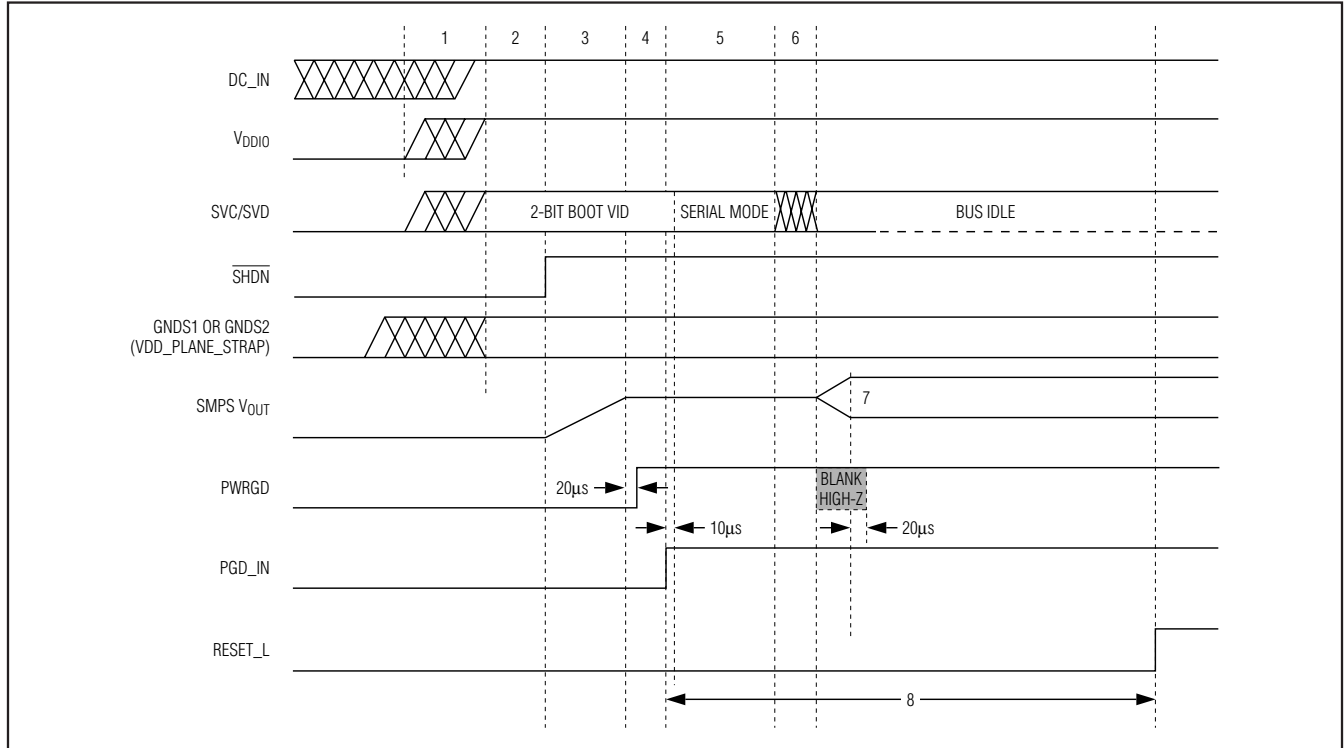 1 2 3 4 5 6
DC_IN
VDDIO
SVC/SVD 2-BIT BOOT VID SERIAL MODE BUS IDLE
SHDN
GNDS1 OR GNDS2
(VDD_PLANE_STRAP)
SMPS VOUT 7
PWRGD 20μs BLANK
HIGH-Z
10μs 20μs
PGD_IN
RESET_L
8